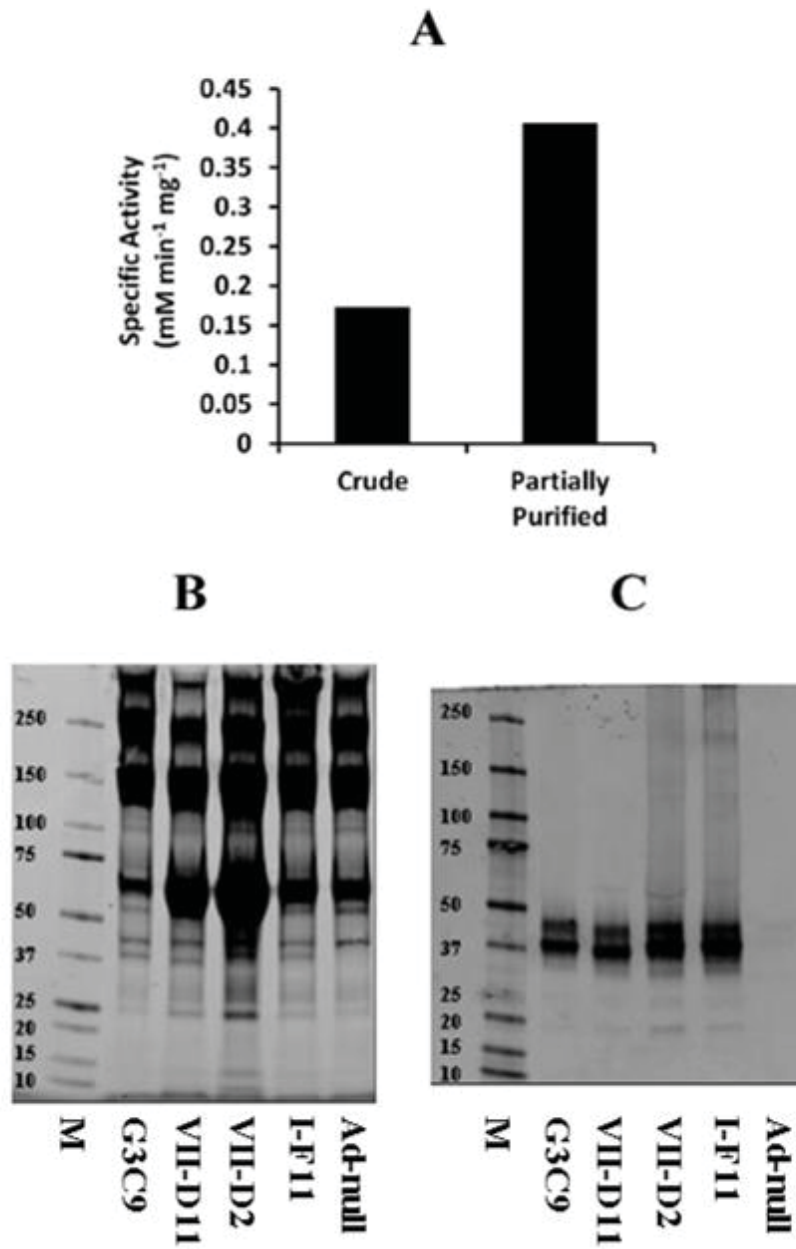 A
Specific Activity
(mM min-1 mg-1)
0.45
0.4
0.35
0.3
0.25
0.2
0.15
0.1
0.05
0
Crude
Partially
Purified
B
250
150
100
75
50
37
25
20
15
10
M
G3C9
VII-D11
VII-D2
I-F11
Ad-null
C
250
150
100
75
50
37
25
20
15
10
M
G3C9
VII-D11
VII-D2
I-F11
Ad-null